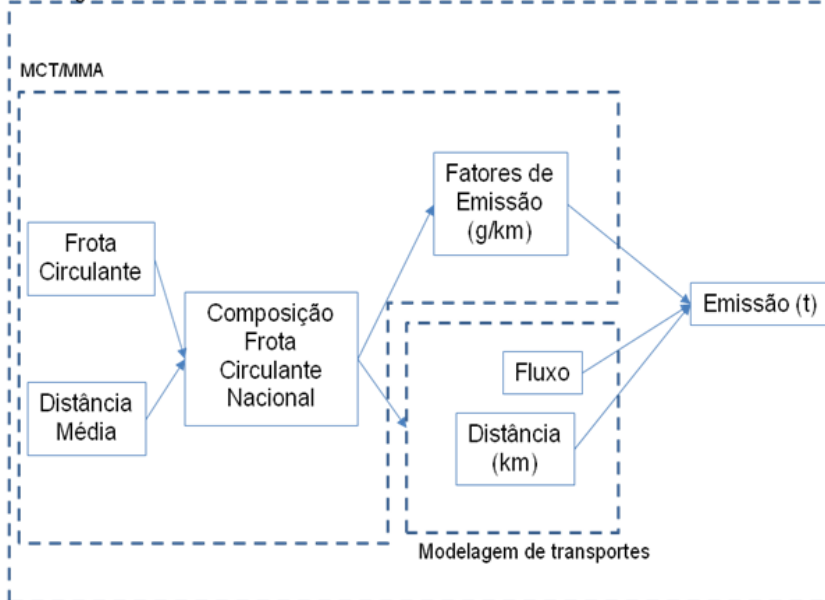 MCT/MMA
Fatores de
Emissão
(g/km)
Frota
Circulante
Composição
Frota
Circulante
Nacional
Emissão (t)
Fluxo
Distância
Média
Distância
(km)
Modelagem de transportes